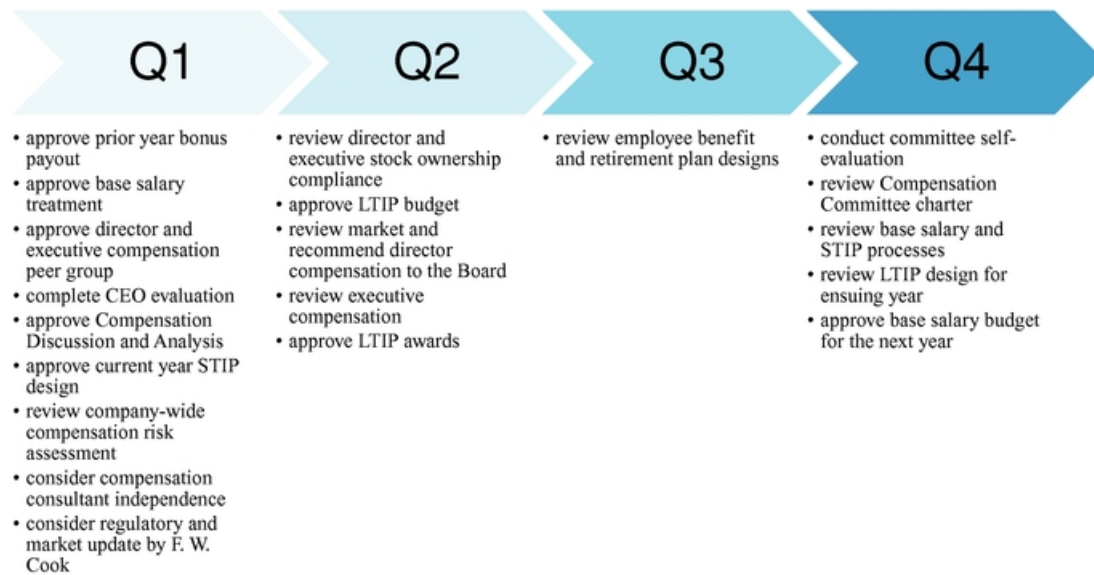 Q1
• approve prior year bonus
payout
• approve base salary
treatment
• approve director and
executive compensation
peer group
• complete CEO evaluation
• approve Compensation
Discussion and Analysis
• approve current year STIP
design
• review company-wide
compensation risk
assessment
• consider compensation
consultant independence
• consider regulatory and
market update by F. W.
Cook
Q2
• review director and
executive stock ownership
compliance
• approve LTIP budget
• review market and
recommend director
compensation to the Board
• review executive
compensation
• approve LTIP awards
Q3
• review employee benefit
and retirement plan designs
Q4
• conduct committee self-
evaluation
• review Compensation
Committee charter
• review base salary and
STIP processes
• review LTIP design for
ensuing year
• approve base salary budget
for the next year